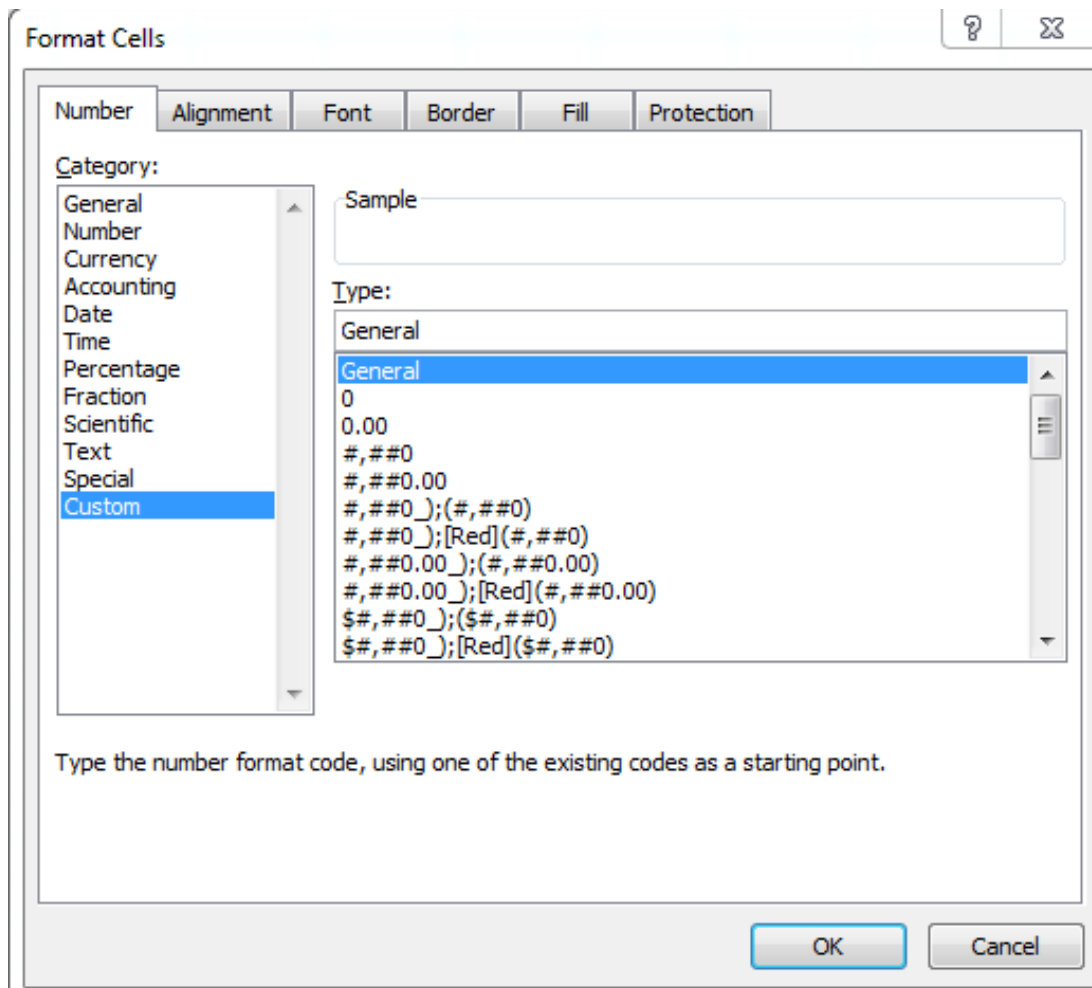 Format Cells
Number Alignment Font Border Fill Protection
Category:
General
Number
Currency
Accounting
Date
Time
Percentage
Fraction
Scientific
Text
Special
Custom
Sample
Type:
General
General
0
0.00
#,##0
#,##0.00
#,##0_);(#,##0)
#,##0_);[Red](#,##0)
#,##0.00_);(#,##0.00)
#,##0.00_);[Red](#,##0.00)
$#,##0_);($#,##0)
$#,##0_);[Red]($#,##0)
Type the number format code, using one of the existing codes as a starting point.
OK Cancel